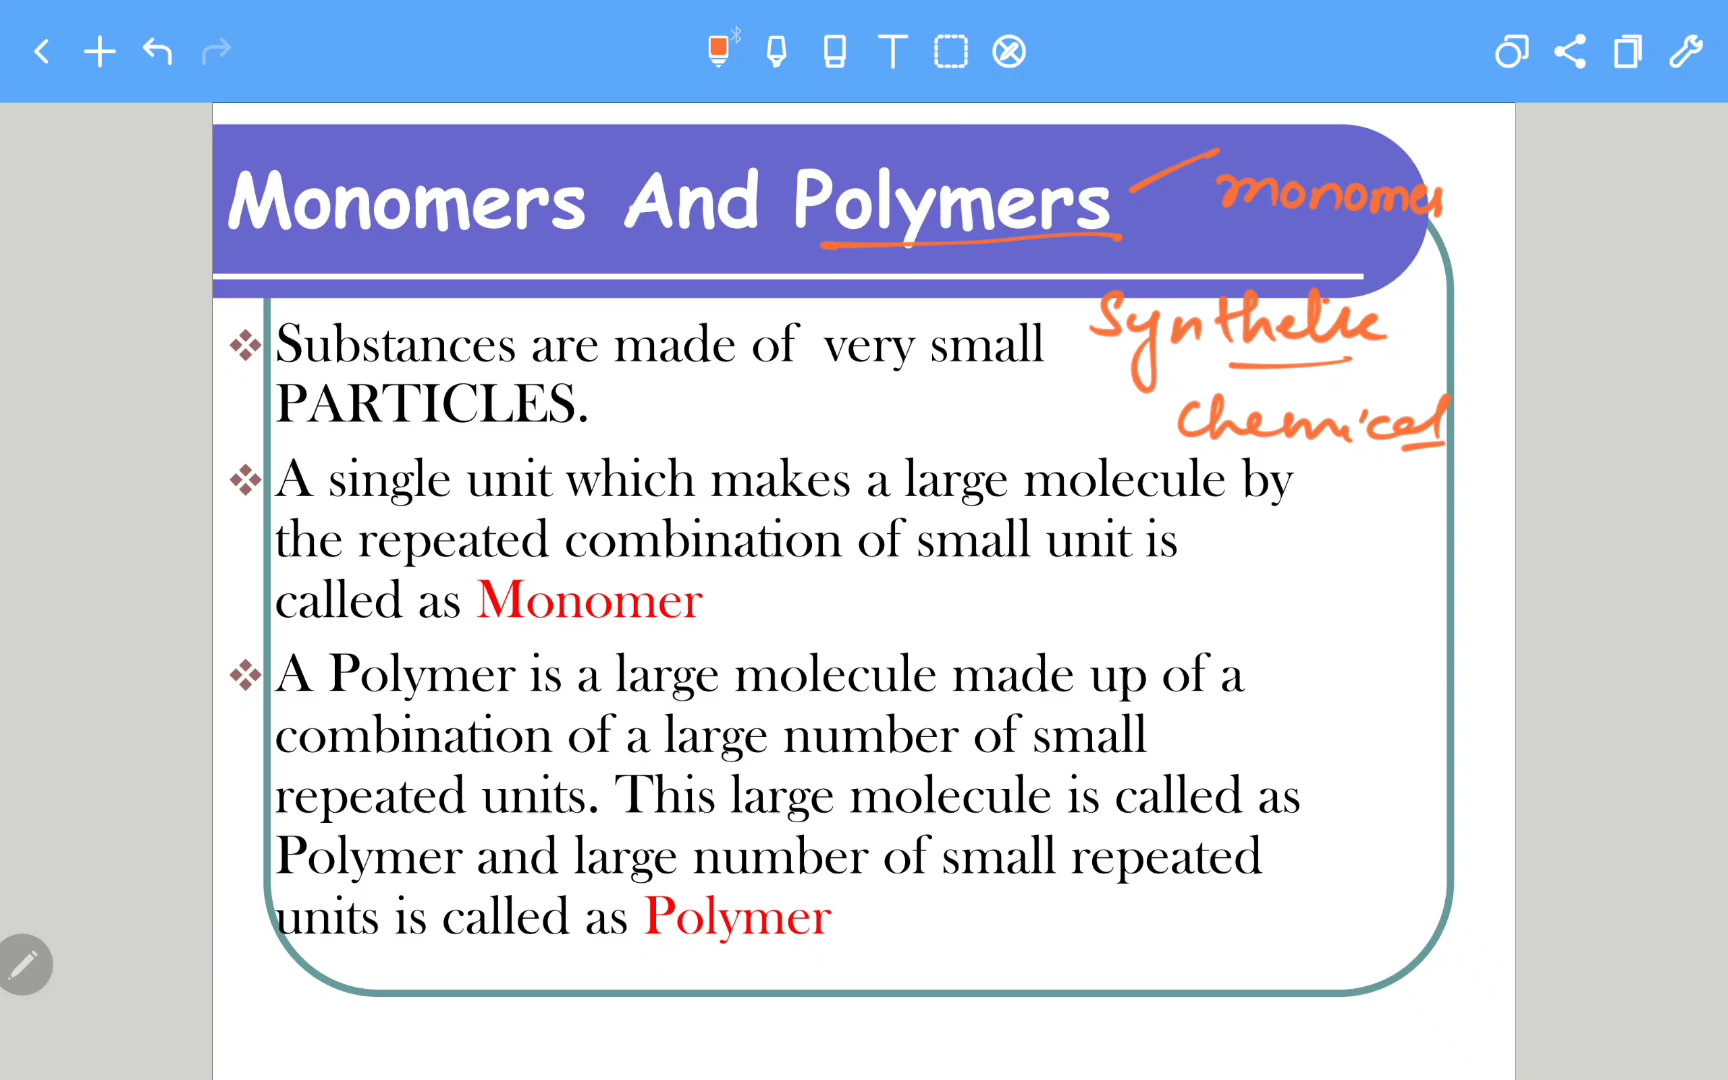 Monomers And Polymers
monomer
Synthetic
chemical
Substances are made of very small
PARTICLES.
A single unit which makes a large molecule by
the repeated combination of small unit is
called as Monomer
A Polymer is a large molecule made up of a
combination of a large number of small
repeated units. This large molecule is called as
Polymer and large number of small repeated
units is called as Polymer